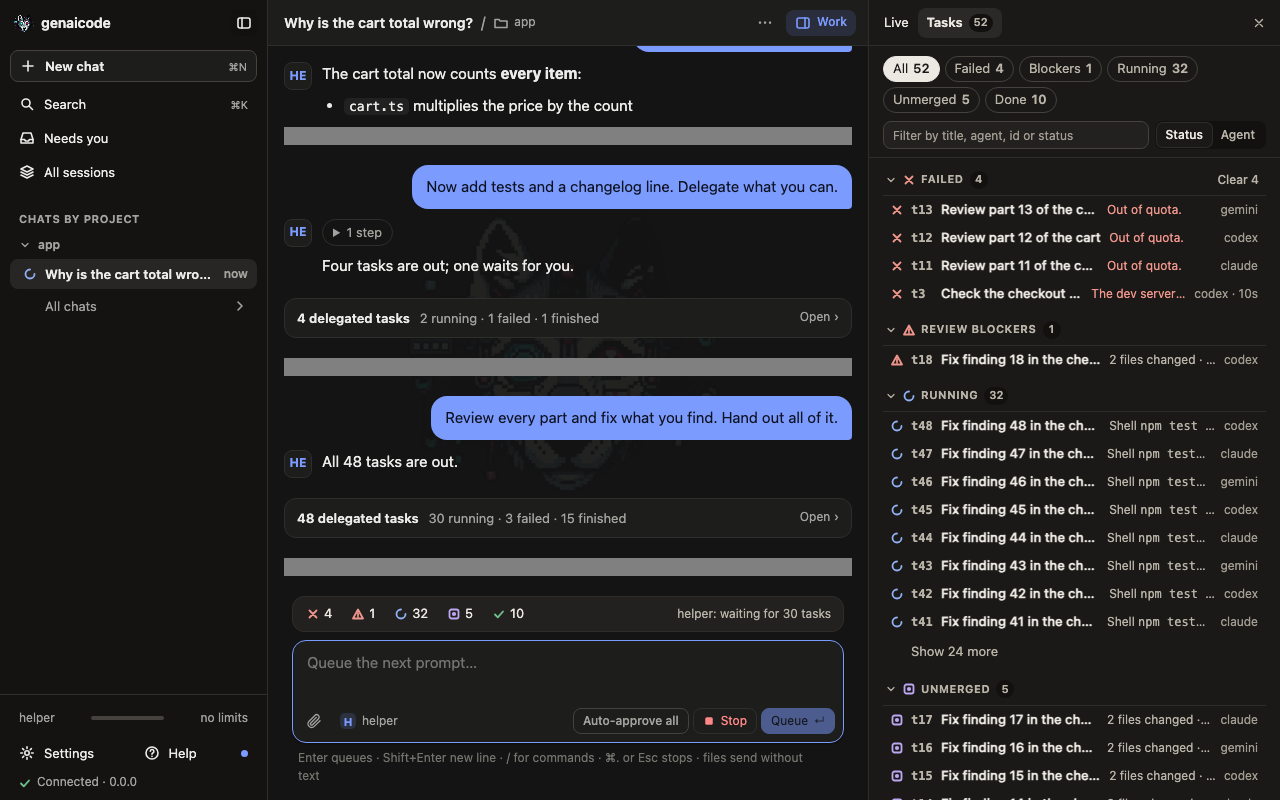 genaicode
New chat ⌘N
Search ⌘K
Needs you
All sessions
CHATS BY PROJECT
app
Why is the cart total wro... now
All chats
helper no limits
Settings Help
Connected · 0.0.0
Why is the cart total wrong? / app
··· Work
HE The cart total now counts every item:
• cart.ts multiplies the price by the count
Now add tests and a changelog line. Delegate what you can.
HE 1 step
Four tasks are out; one waits for you.
4 delegated tasks 2 running · 1 failed · 1 finished Open ›
Review every part and fix what you find. Hand out all of it.
HE All 48 tasks are out.
48 delegated tasks 30 running · 3 failed · 15 finished Open ›
4 1 32 5 10 helper: waiting for 30 tasks
Queue the next prompt...
H helper Auto-approve all Stop Queue ↵
Enter queues · Shift+Enter new line · / for commands · ⌘. or Esc stops · files send without
text
Live Tasks 52
All 52 Failed 4 Blockers 1 Running 32
Unmerged 5 Done 10
Filter by title, agent, id or status Status Agent
FAILED 4 Clear 4
t13 Review part 13 of the c... Out of quota. gemini
t12 Review part 12 of the cart Out of quota. codex
t11 Review part 11 of the c... Out of quota. claude
t3 Check the checkout ... The dev server... codex · 10s
REVIEW BLOCKERS 1
t18 Fix finding 18 in the che... 2 files changed · ... codex
RUNNING 32
t48 Fix finding 48 in the ch... Shell npm test ... codex
t47 Fix finding 47 in the ch... Shell npm test... claude
t46 Fix finding 46 in the ch... Shell npm test... gemini
t45 Fix finding 45 in the ch... Shell npm test ... codex
t44 Fix finding 44 in the ch... Shell npm test... claude
t43 Fix finding 43 in the ch... Shell npm test... gemini
t42 Fix finding 42 in the ch... Shell npm test ... codex
t41 Fix finding 41 in the ch... Shell npm test... claude
Show 24 more
UNMERGED 5
t17 Fix finding 17 in the ch... 2 files changed ·... claude
t16 Fix finding 16 in the ch... 2 files changed ·... gemini
t15 Fix finding 15 in the che... 2 files changed · ... codex